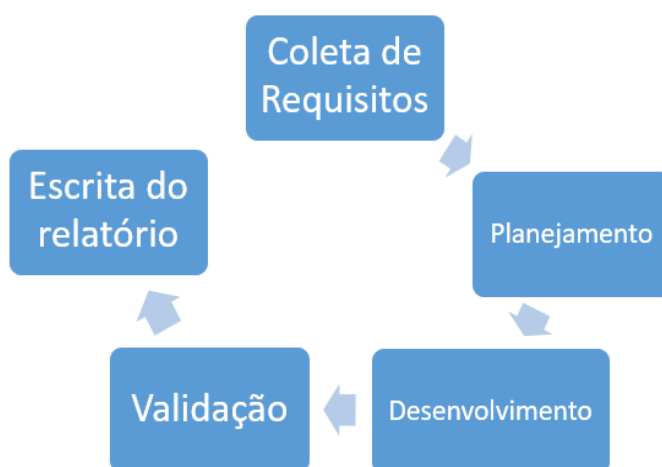 Coleta de
Requisitos
Planejamento
Desenvolvimento
Validação
Escrita do
relatório